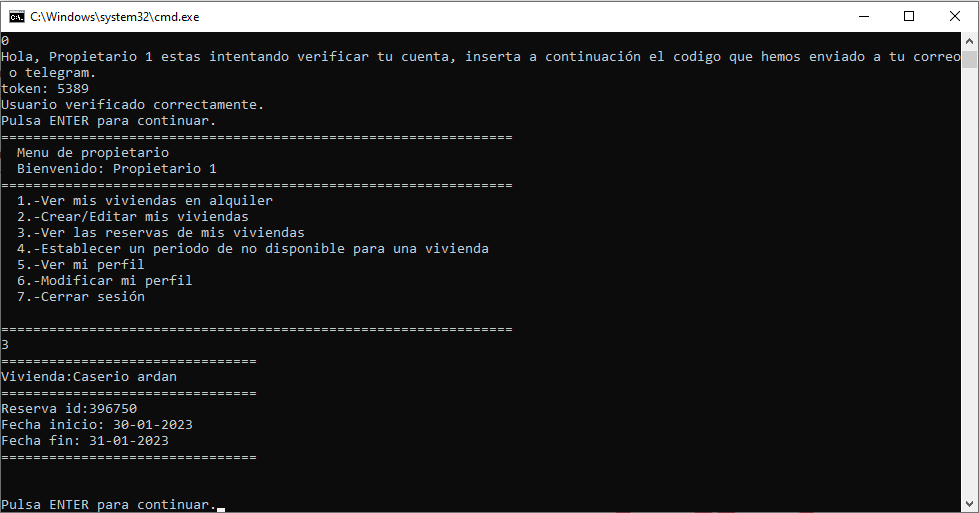 C:\Windows\system32\cmd.exe
0
Hola, Propietario 1 estas intentando verificar tu cuenta, inserta a continuación el codigo que hemos enviado a tu correo
 o telegram.
token: 5389
Usuario verificado correctamente.
Pulsa ENTER para continuar.
================================================================
  Menu de propietario
  Bienvenido: Propietario 1
================================================================
  1.-Ver mis viviendas en alquiler
  2.-Crear/Editar mis viviendas
  3.-Ver las reservas de mis viviendas
  4.-Establecer un periodo de no disponible para una vivienda
  5.-Ver mi perfil
  6.-Modificar mi perfil
  7.-Cerrar sesión
================================================================
3
================================
Vivienda:Caserio ardan
================================
Reserva id:396750
Fecha inicio: 30-01-2023
Fecha fin: 31-01-2023
================================
Pulsa ENTER para continuar.